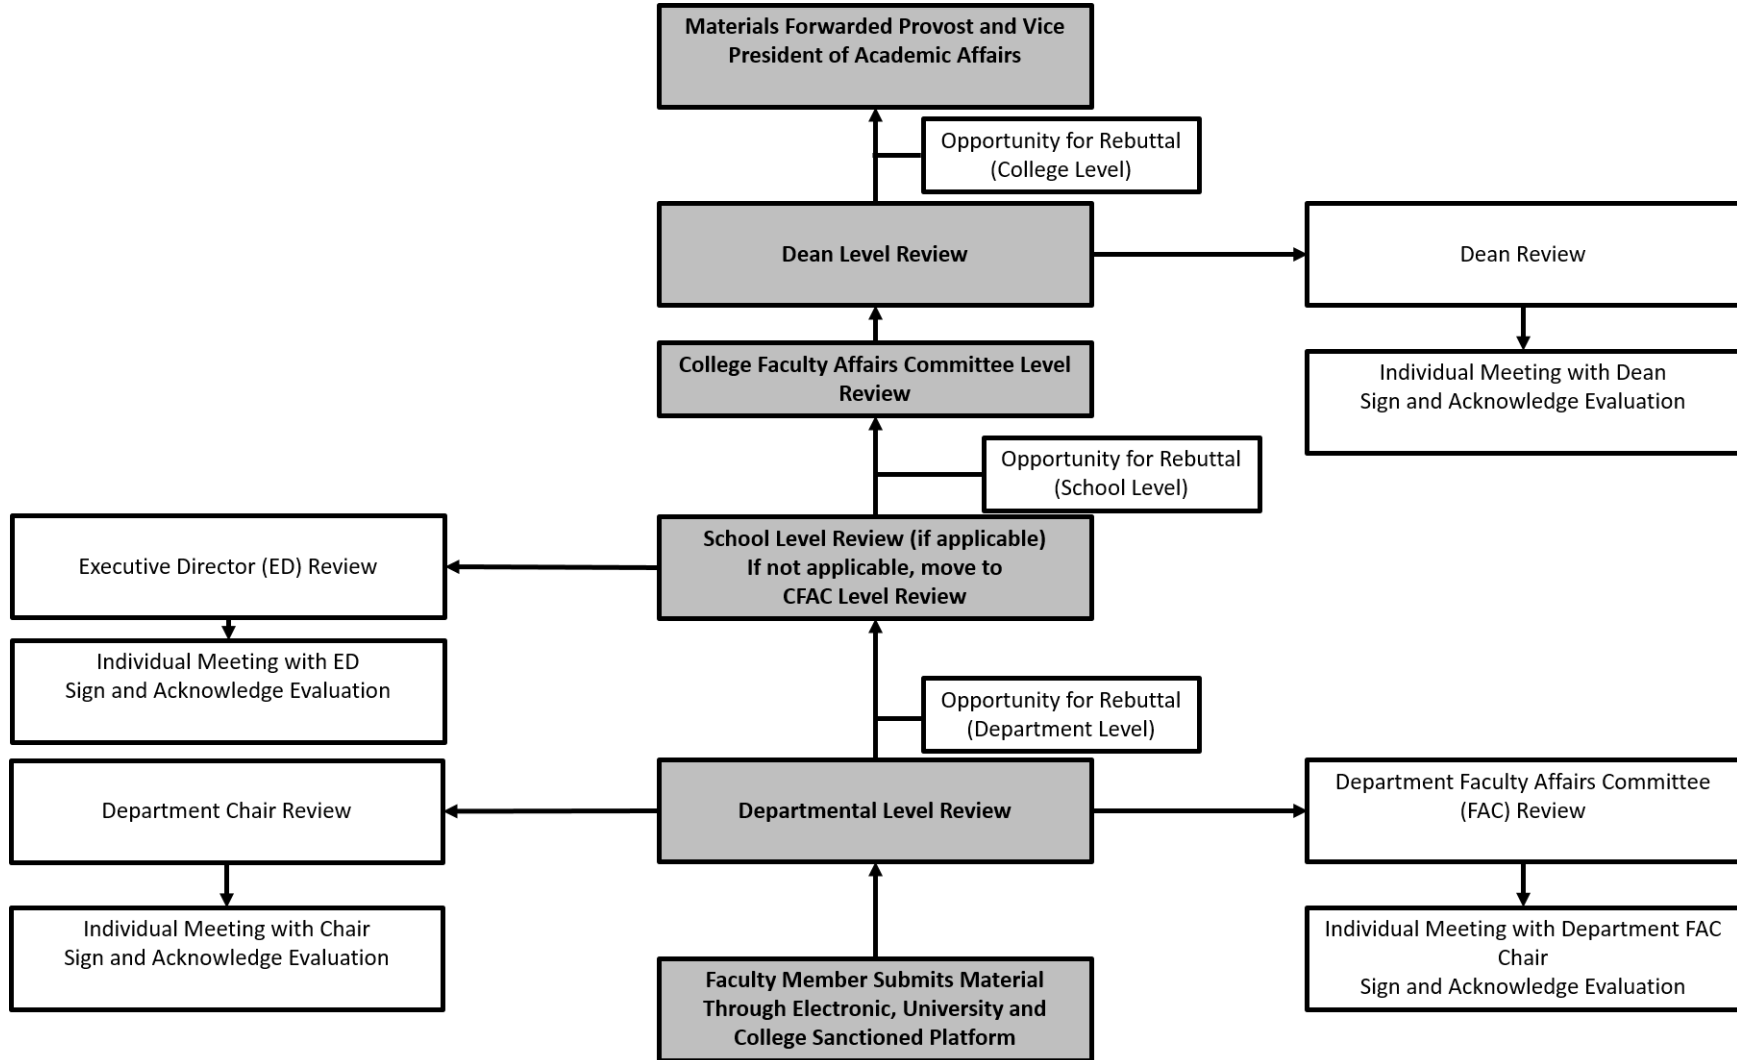 Materials Forwarded Provost and Vice
President of Academic Affairs
Opportunity for Rebuttal
(College Level)
Dean Level Review
Dean Review
College Faculty Affairs Committee Level
Review
Individual Meeting with Dean
Sign and Acknowledge Evaluation
Opportunity for Rebuttal
(School Level)
Executive Director (ED) Review
School Level Review (if applicable)
If not applicable, move to
CFAC Level Review
Individual Meeting with ED
Sign and Acknowledge Evaluation
Opportunity for Rebuttal
(Department Level)
Department Chair Review
Departmental Level Review
Department Faculty Affairs Committee
(FAC) Review
Individual Meeting with Chair
Sign and Acknowledge Evaluation
Individual Meeting with Department FAC
Chair
Sign and Acknowledge Evaluation
Faculty Member Submits Material
Through Electronic, University and
College Sanctioned Platform